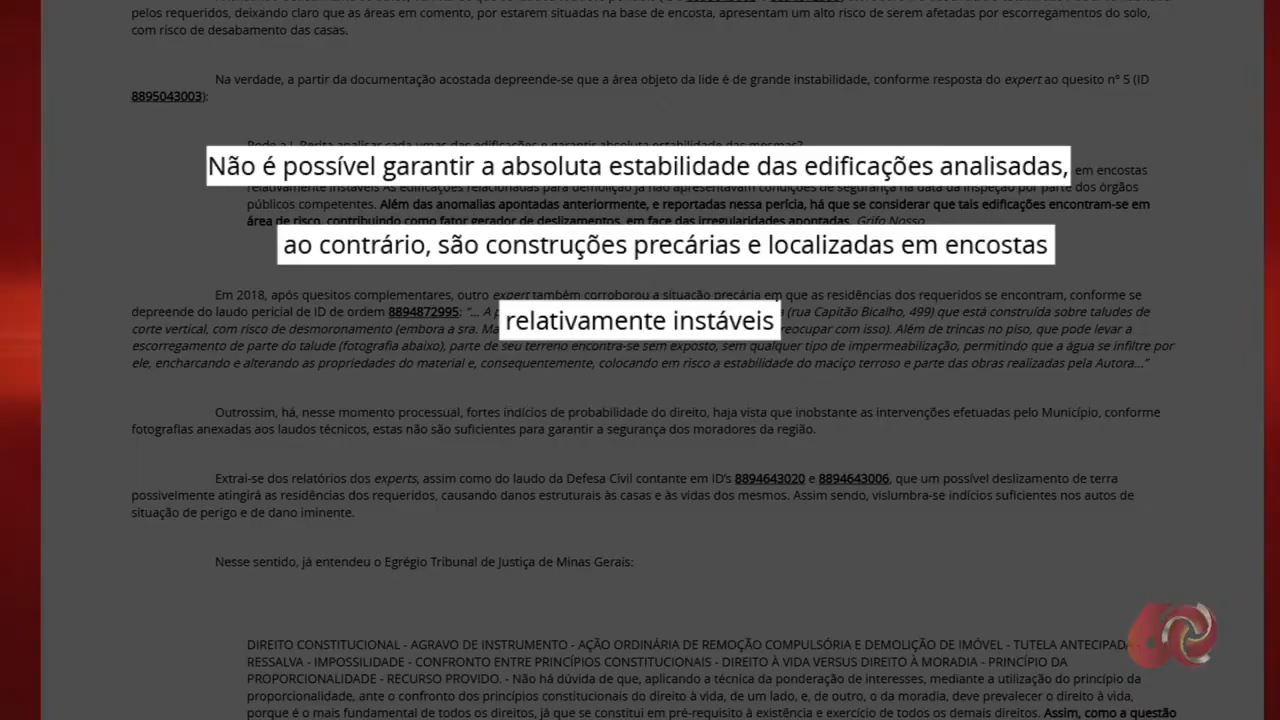 pelos requeridos, deixando claro que as áreas em comento, por estarem situadas na base de encosta, apresentam um alto risco de serem afetadas por escorregamentos do solo,
com risco de desabamento das casas.
Na verdade, a partir da documentação acostada depreende-se que a área objeto da lide é de grande instabilidade, conforme resposta do expert ao quesito nº 5 (ID
8895043003):
Não é possível garantir a absoluta estabilidade das edificações analisadas,
em encostas
relativamente instáveis As edificações relacionadas para demolição já não apresentavam condições de segurança na data da inspeção por parte dos órgãos
públicos competentes. Além das anomalias apontadas anteriormente, e reportadas nessa perícia, há que se considerar que tais edificações encontram-se em
área de risco, contribuindo como fator gerador de deslizamentos, em face das irregularidades apontadas. Grifo Nosso
ao contrário, são construções precárias e localizadas em encostas
Em 2018, após quesitos complementares, outro expert também corroborou a situação precária em que as residências dos requeridos se encontram, conforme se
depreende do laudo pericial de ID de ordem 8894872995: "... A (rua Capitão Bicalho, 499) que está construída sobre taludes de
relativamente instáveis
corte vertical, com risco de desmoronamento (embora a sra. preocupar com isso). Além de trincas no piso, que pode levar a
escorregamento de parte do talude (fotografia abaixo), parte de seu terreno encontra-se sem exposto, sem qualquer tipo de impermeabilização, permitindo que a água se infiltre por
ele, encharcando e alterando as propriedades do material e, consequentemente, colocando em risco a estabilidade do maciço terroso e parte das obras realizadas pela Autora..."
Outrossim, há, nesse momento processual, fortes indícios de probabilidade do direito, haja vista que inobstante as intervenções efetuadas pelo Município, conforme
fotografias anexadas aos laudos técnicos, estas não são suficientes para garantir a segurança dos moradores da região.
Extrai-se dos relatórios dos experts, assim como do laudo da Defesa Civil contante em ID's 8894643020 e 8894643006, que um possível deslizamento de terra
possivelmente atingirá as residências dos requeridos, causando danos estruturais às casas e às vidas dos mesmos. Assim sendo, vislumbra-se indícios suficientes nos autos de
situação de perigo e de dano iminente.
Nesse sentido, já entendeu o Egrégio Tribunal de Justiça de Minas Gerais:
DIREITO CONSTITUCIONAL - AGRAVO DE INSTRUMENTO - AÇÃO ORDINÁRIA DE REMOÇÃO COMPULSÓRIA E DEMOLIÇÃO DE IMÓVEL - TUTELA ANTECIPADA -
RESSALVA - IMPOSSIBILIDADE - CONFRONTO ENTRE PRINCÍPIOS CONSTITUCIONAIS - DIREITO À VIDA VERSUS DIREITO À MORADIA - PRINCÍPIO DA
PROPORCIONALIDADE - RECURSO PROVIDO. - Não há dúvida de que, aplicando a técnica da ponderação de interesses, mediante a utilização do princípio da
proporcionalidade, ante o confronto dos princípios constitucionais do direito à vida, de um lado, e, de outro, o da moradia, deve prevalecer o direito à vida,
porque é o mais fundamental de todos os direitos, já que se constitui em pré-requisito à existência e exercício de todos os demais direitos. Assim, como a questão